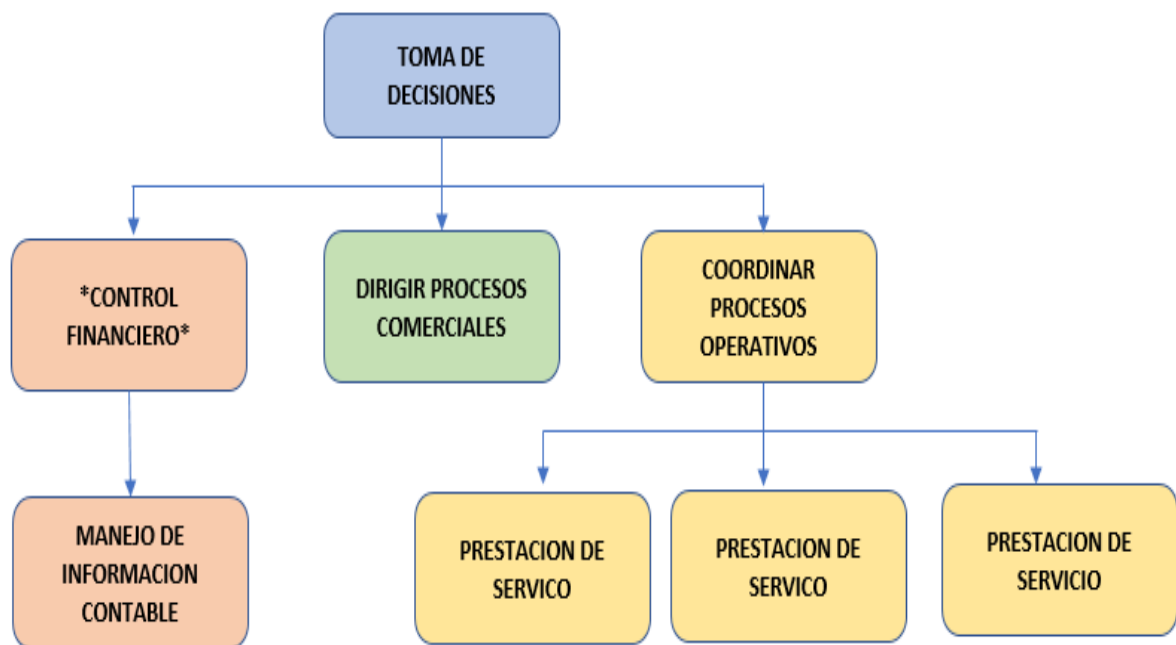 TOMA DE
DECISIONES
*CONTROL
FINANCIERO*
DIRIGIR PROCESOS
COMERCIALES
COORDINAR
PROCESOS
OPERATIVOS
MANEJO DE
INFORMACION
CONTABLE
PRESTACION DE
SERVICO
PRESTACION DE
SERVICO
PRESTACION DE
SERVICIO